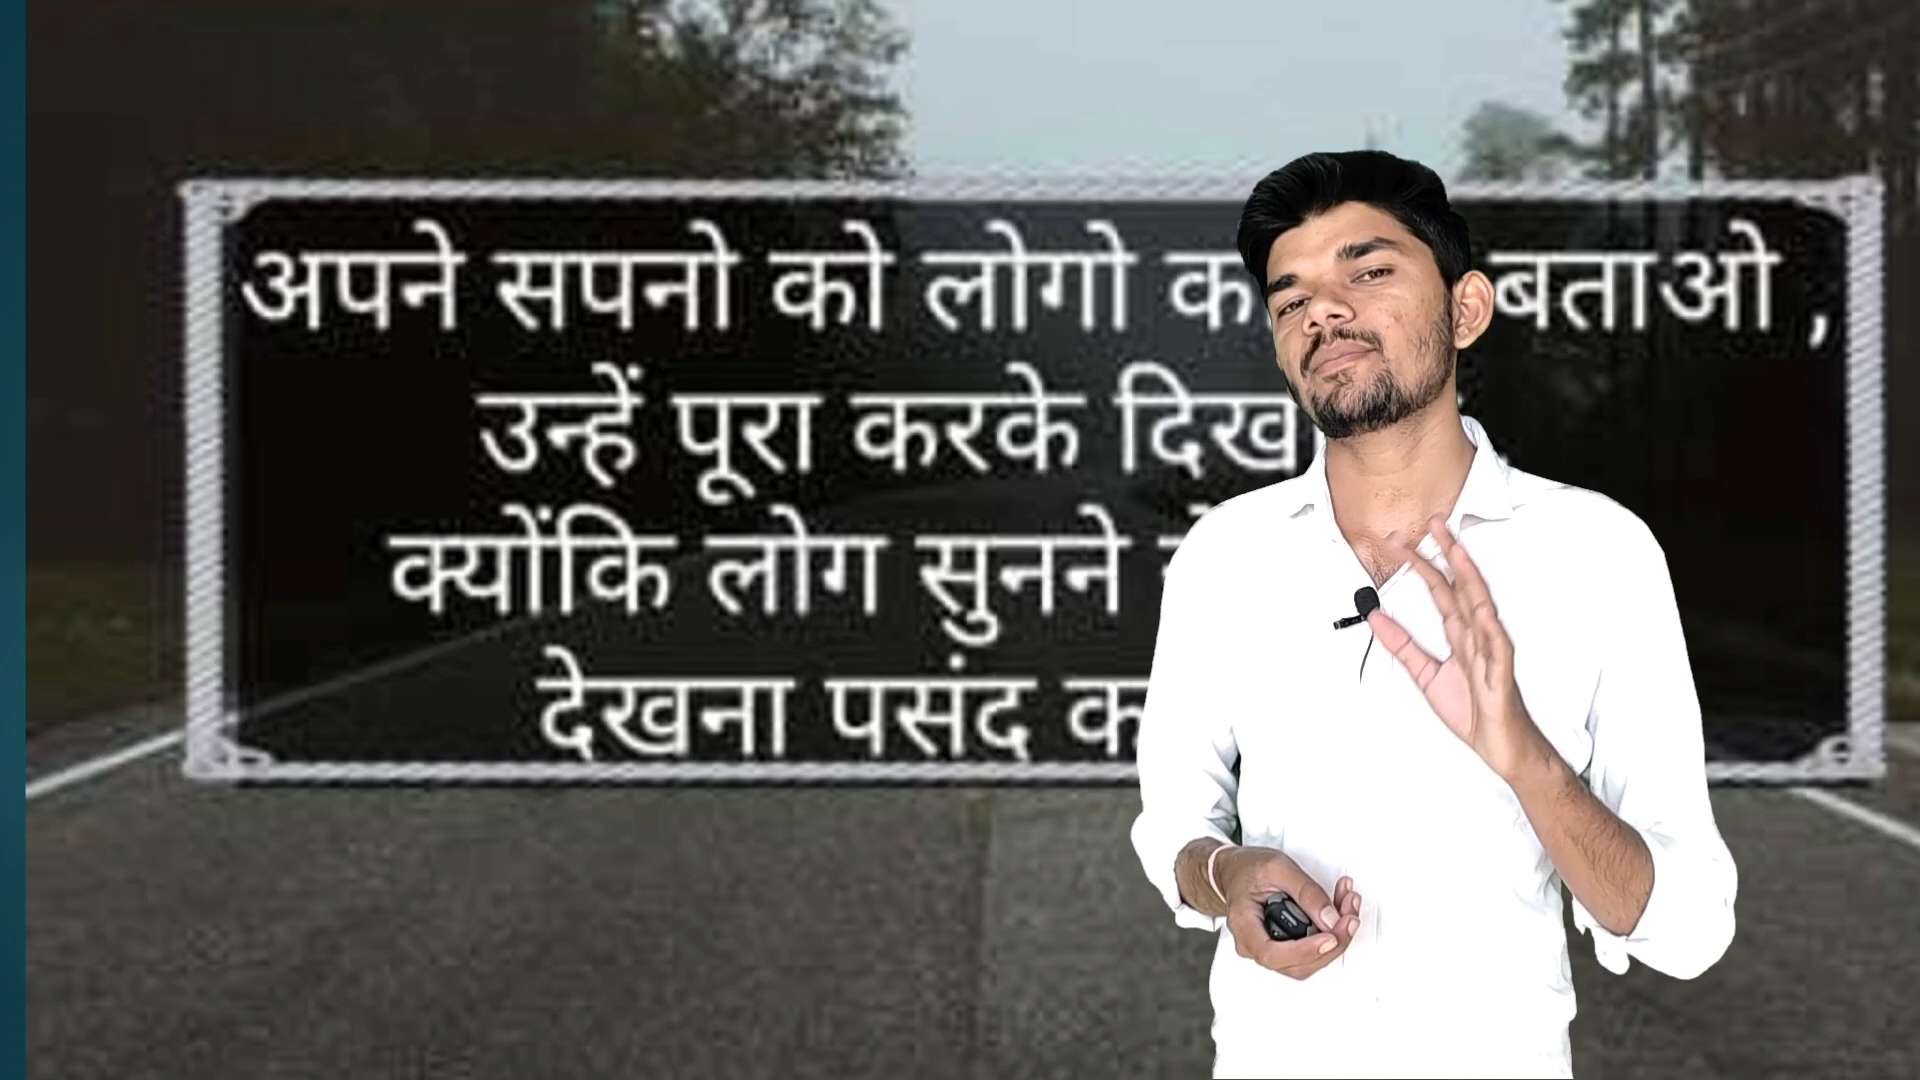 अपने सपनो को लोगो बताओ ,
उन्हें पूरा करके
क्योंकि लोग सुनने
देखना पसंद